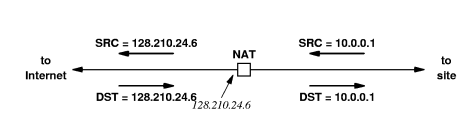 SRC = 128.210.24.6
SRC = 10.0.0.1
NAT
to
Internet
to
site
DST = 128.210.24.6
DST = 10.0.0.1
128.210.24.6